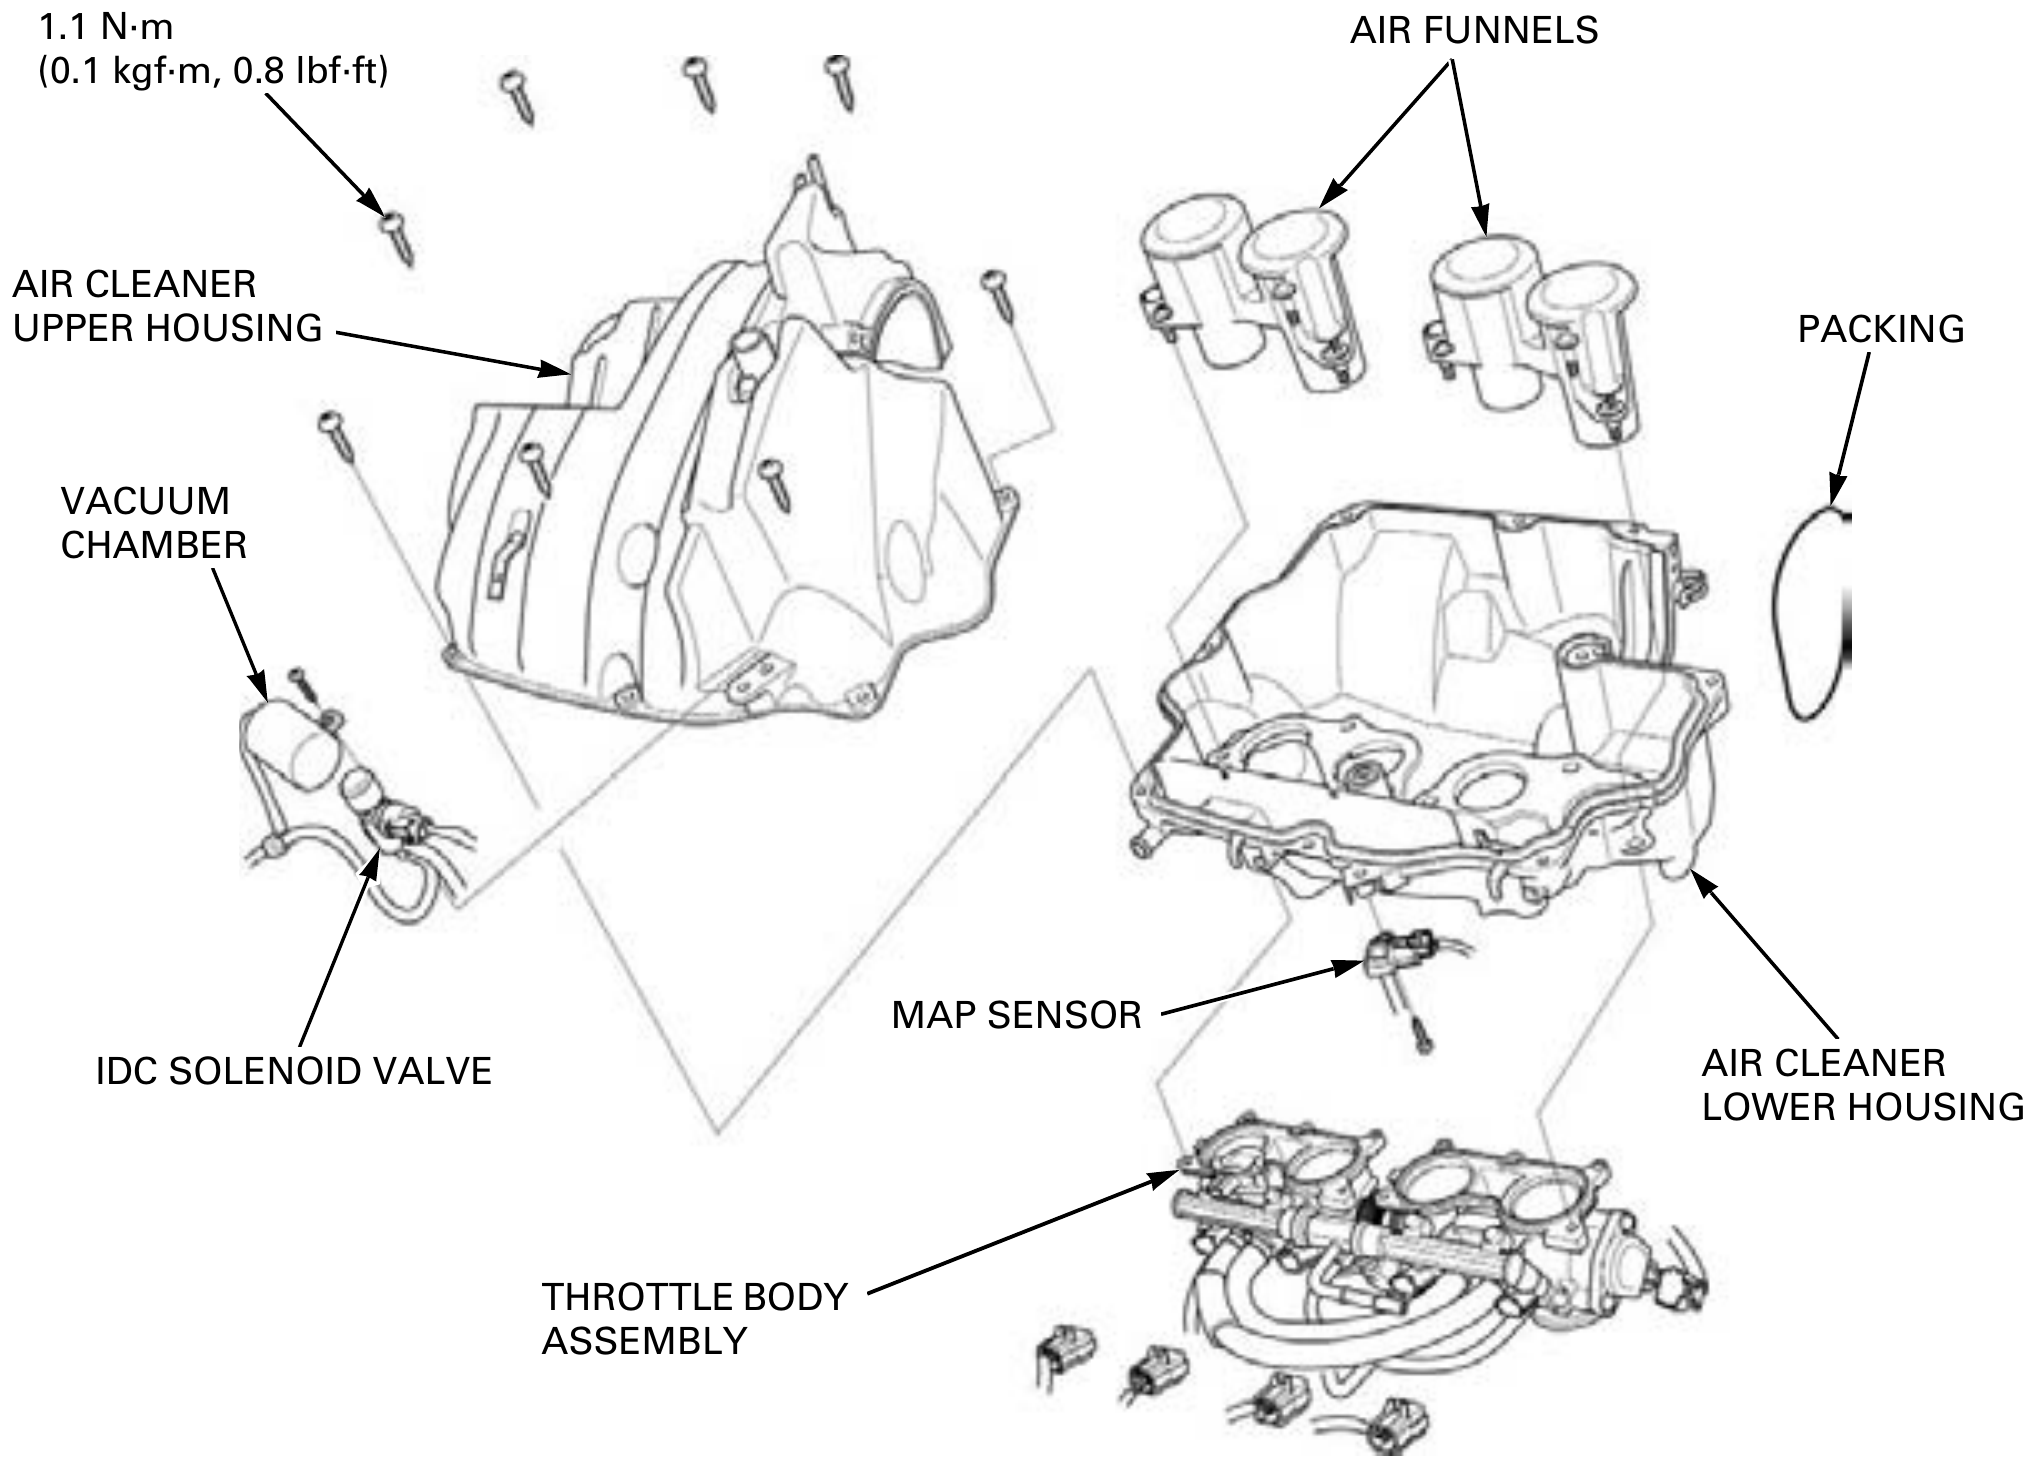 1.1 N·m
(0.1 kgf·m, 0.8 lbf·ft)
AIR FUNNELS
AIR CLEANER
UPPER HOUSING
PACKING
VACUUM
CHAMBER
MAP SENSOR
IDC SOLENOID VALVE
AIR CLEANER
LOWER HOUSING
THROTTLE BODY
ASSEMBLY